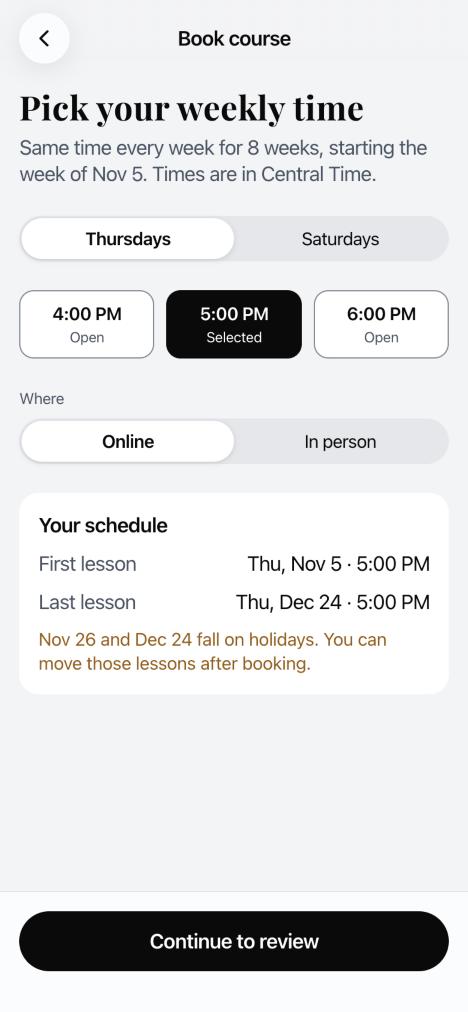 Book course
Pick your weekly time
Same time every week for 8 weeks, starting the
week of Nov 5. Times are in Central Time.
Thursdays
Saturdays
4:00 PM
Open
5:00 PM
Selected
6:00 PM
Open
Where
Online
In person
Your schedule
First lesson Thu, Nov 5 · 5:00 PM
Last lesson Thu, Dec 24 · 5:00 PM
Nov 26 and Dec 24 fall on holidays. You can
move those lessons after booking.
Continue to review